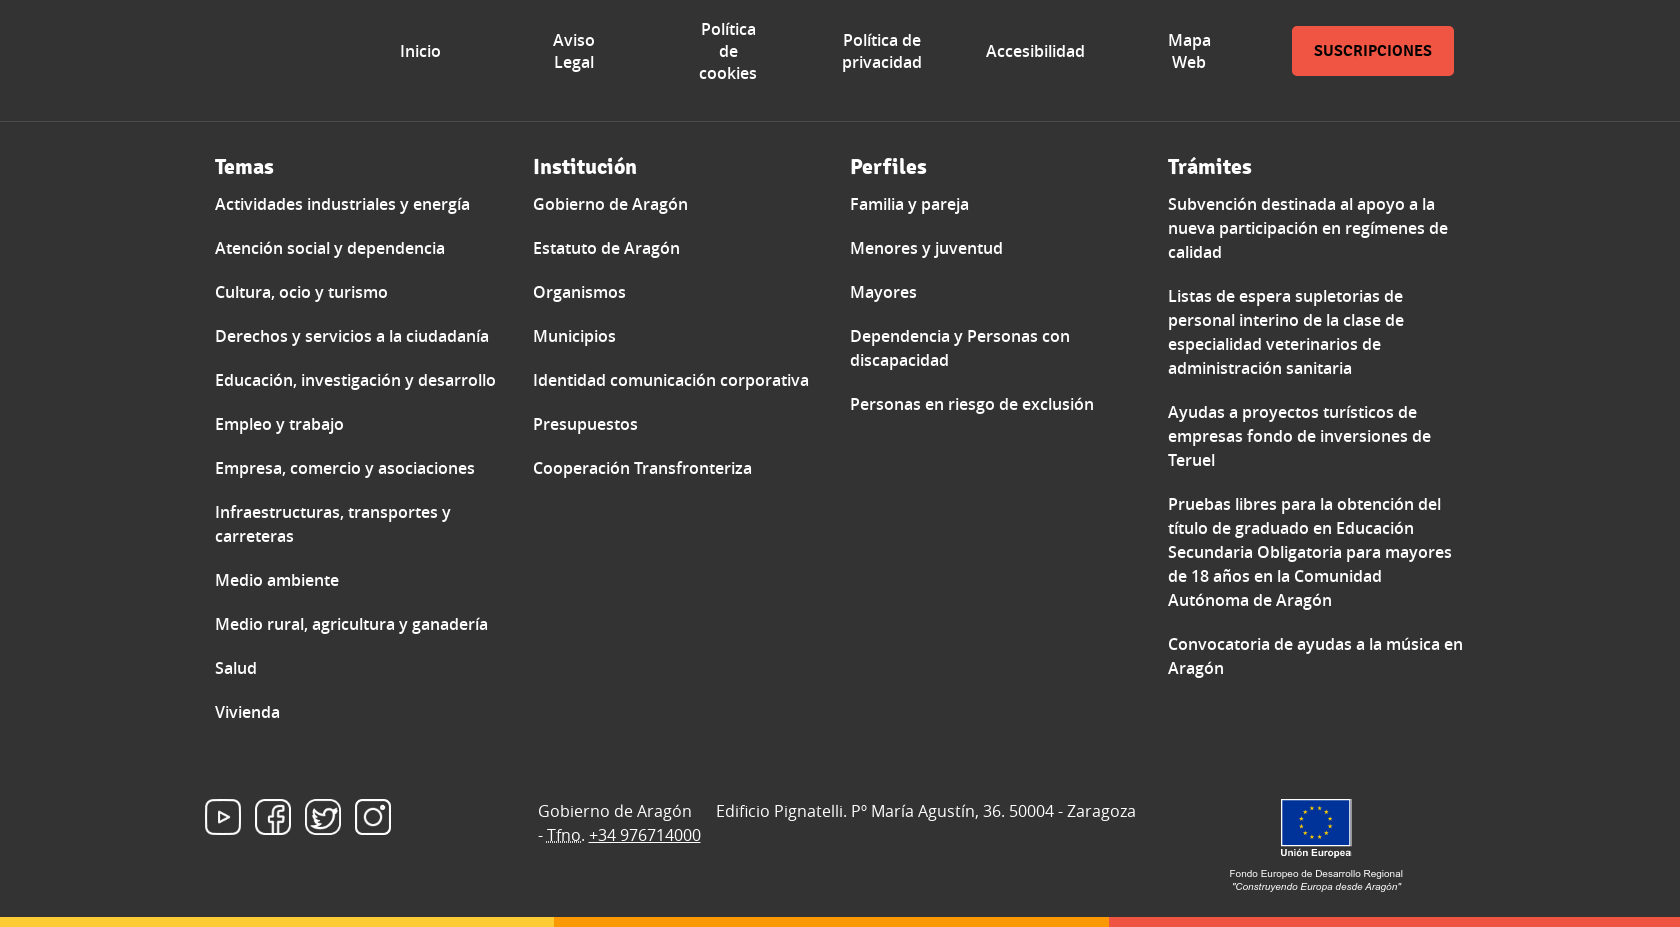 Inicio
Aviso
Legal
Política
de
cookies
Política de
privacidad
Accesibilidad
Mapa
Web
SUSCRIPCIONES
Temas
Actividades industriales y energía
Atención social y dependencia
Cultura, ocio y turismo
Derechos y servicios a la ciudadanía
Educación, investigación y desarrollo
Empleo y trabajo
Empresa, comercio y asociaciones
Infraestructuras, transportes y
carreteras
Medio ambiente
Medio rural, agricultura y ganadería
Salud
Vivienda
Institución
Gobierno de Aragón
Estatuto de Aragón
Organismos
Municipios
Identidad comunicación corporativa
Presupuestos
Cooperación Transfronteriza
Perfiles
Familia y pareja
Menores y juventud
Mayores
Dependencia y Personas con
discapacidad
Personas en riesgo de exclusión
Trámites
Subvención destinada al apoyo a la
nueva participación en regímenes de
calidad
Listas de espera supletorias de
personal interino de la clase de
especialidad veterinarios de
administración sanitaria
Ayudas a proyectos turísticos de
empresas fondo de inversiones de
Teruel
Pruebas libres para la obtención del
título de graduado en Educación
Secundaria Obligatoria para mayores
de 18 años en la Comunidad
Autónoma de Aragón
Convocatoria de ayudas a la música en
Aragón
Gobierno de Aragón Edificio Pignatelli. Pº María Agustín, 36. 50004 - Zaragoza
- Tfno. +34 976714000
Unión Europea
Fondo Europeo de Desarrollo Regional
"Construyendo Europa desde Aragón"